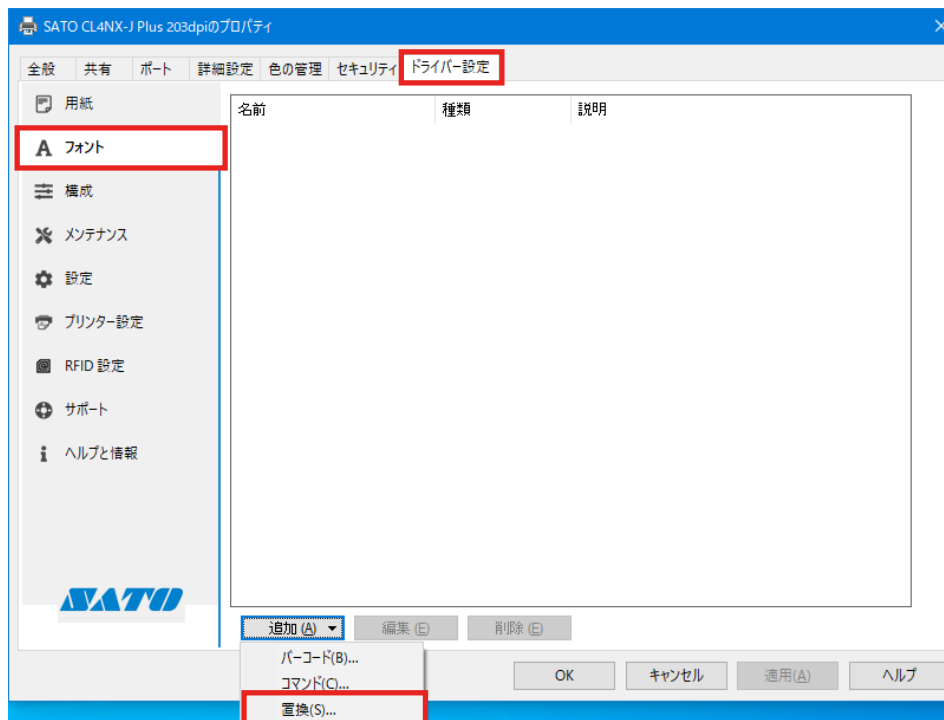 SATO CL4NX-J Plus 203dpiのプロパティ
全般 共有 ポート 詳細設定 色の管理 セキュリティ ドライバー設定
用紙
フォント
構成
メンテナンス
設定
プリンター設定
RFID 設定
サポート
ヘルプと情報
SATO
名前 種類 説明
追加 (A) 編集 (E) 削除 (E)
バーコード(B)...
コマンド(C)...
置換(S)...
OK キャンセル 適用(A) ヘルプ